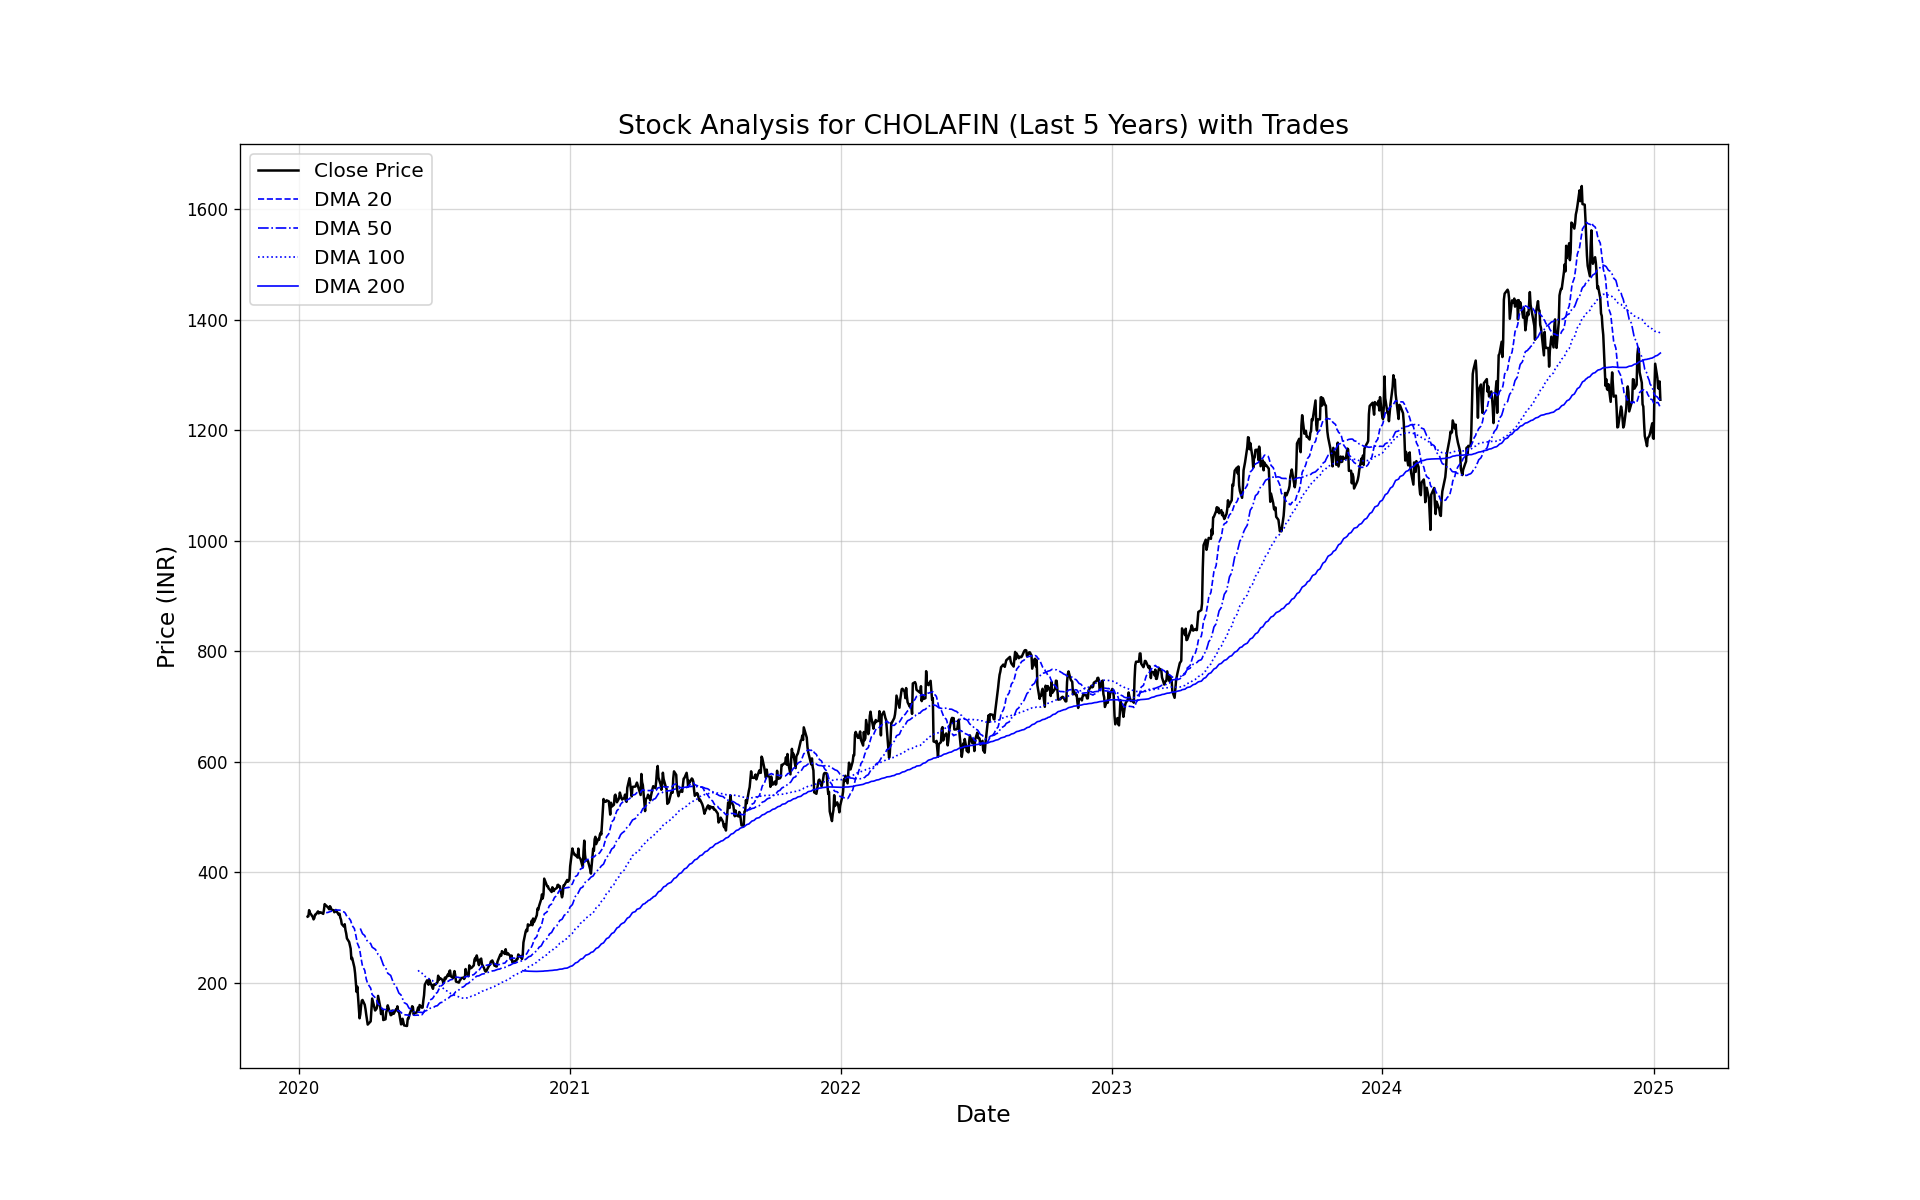 Stock Analysis for CHOLAFIN (Last 5 Years) with Trades
Close Price
DMA 20
DMA 50
DMA 100
DMA 200
1600
1400
1200
1000
800
600
400
200
Price (INR)
2020 2021 2022 2023 2024 2025
Date